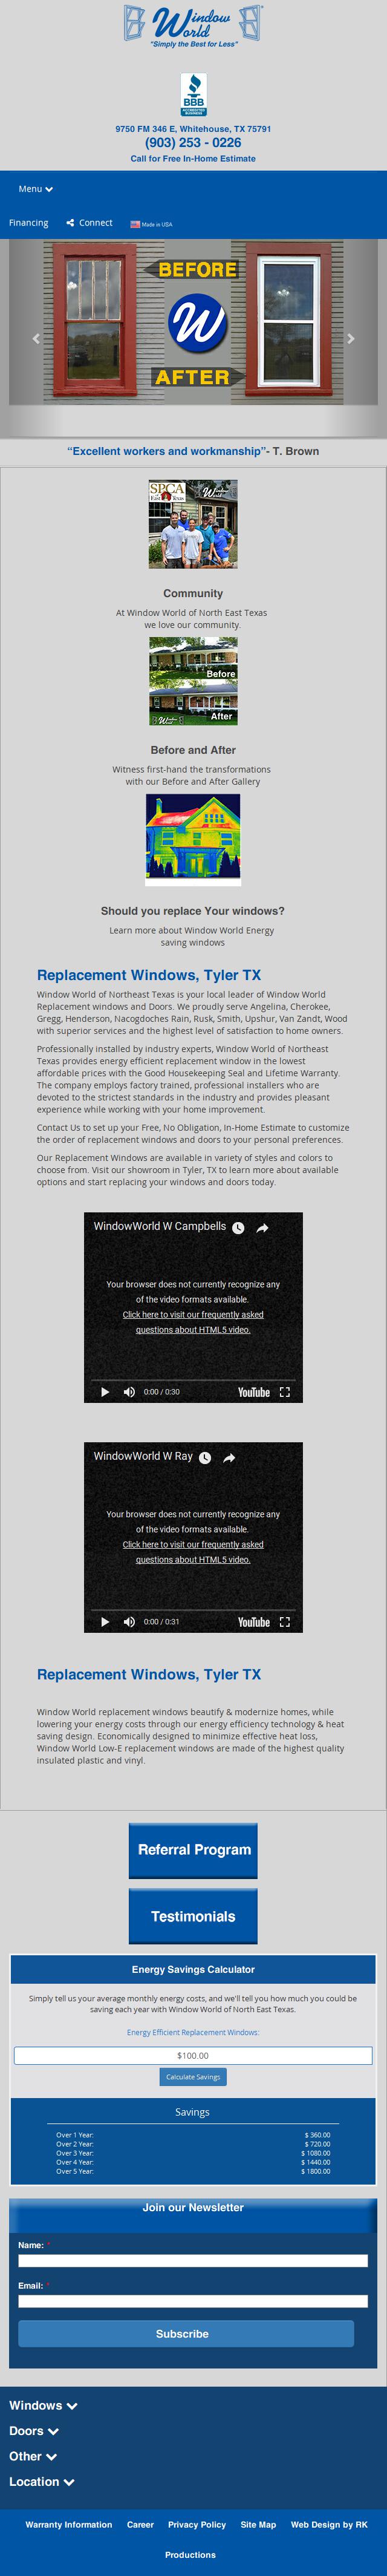 Window World
"Simply the Best for Less"
BBB
ACCREDITED BUSINESS
9750 FM 346 E, Whitehouse, TX 75791
(903) 253 - 0226
Call for Free In-Home Estimate
Menu
Financing
Connect
Made in USA
BEFORE
W
AFTER
“Excellent workers and workmanship”- T. Brown
SPCA
East Texas
Window World
Community
At Window World of North East Texas
we love our community.
Before
After
Before and After
Witness first-hand the transformations
with our Before and After Gallery
Should you replace Your windows?
Learn more about Window World Energy
saving windows
Replacement Windows, Tyler TX
Window World of Northeast Texas is your local leader of Window World
Replacement windows and Doors. We proudly serve Angelina, Cherokee,
Gregg, Henderson, Nacogdoches Rain, Rusk, Smith, Upshur, Van Zandt, Wood
with superior services and the highest level of satisfaction to home owners.
Professionally installed by industry experts, Window World of Northeast
Texas provides energy efficient replacement window in the lowest
affordable prices with the Good Housekeeping Seal and Lifetime Warranty.
The company employs factory trained, professional installers who are
devoted to the strictest standards in the industry and provides pleasant
experience while working with your home improvement.
Contact Us to set up your Free, No Obligation, In-Home Estimate to customize
the order of replacement windows and doors to your personal preferences.
Our Replacement Windows are available in variety of styles and colors to
choose from. Visit our showroom in Tyler, TX to learn more about available
options and start replacing your windows and doors today.
WindowWorld W Campbells
Your browser does not currently recognize any
of the video formats available.
Click here to visit our frequently asked
questions about HTML5 video.
0:00 / 0:30
YouTube
WindowWorld W Ray
Your browser does not currently recognize any
of the video formats available.
Click here to visit our frequently asked
questions about HTML5 video.
0:00 / 0:31
YouTube
Replacement Windows, Tyler TX
Window World replacement windows beautify & modernize homes, while
lowering your energy costs through our energy efficiency technology & heat
saving design. Economically designed to minimize effective heat loss,
Window World Low-E replacement windows are made of the highest quality
insulated plastic and vinyl.
Referral Program
Testimonials
Energy Savings Calculator
Simply tell us your average monthly energy costs, and we'll tell you how much you could be
saving each year with Window World of North East Texas.
Energy Efficient Replacement Windows:
$100.00
Calculate Savings
Savings
Over 1 Year: $ 360.00
Over 2 Year: $ 720.00
Over 3 Year: $ 1080.00
Over 4 Year: $ 1440.00
Over 5 Year: $ 1800.00
Join our Newsletter
Name: *
Email: *
Subscribe
Windows
Doors
Other
Location
Warranty Information Career Privacy Policy Site Map Web Design by RK
Productions